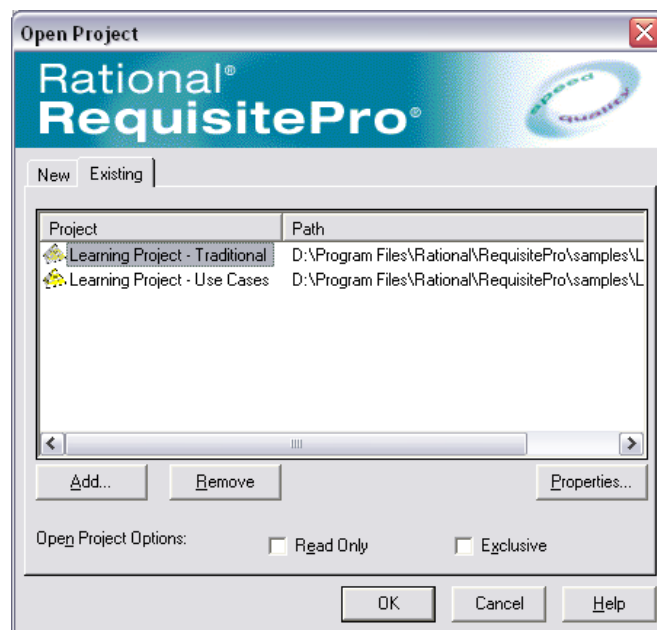 Open Project
Rational®
RequisitePro®
speed
quality
New Existing
Project Path
Learning Project - Traditional D:\Program Files\Rational\RequisitePro\samples\L
Learning Project - Use Cases D:\Program Files\Rational\RequisitePro\samples\L
Add... Remove Properties...
Open Project Options: Read Only Exclusive
OK Cancel Help